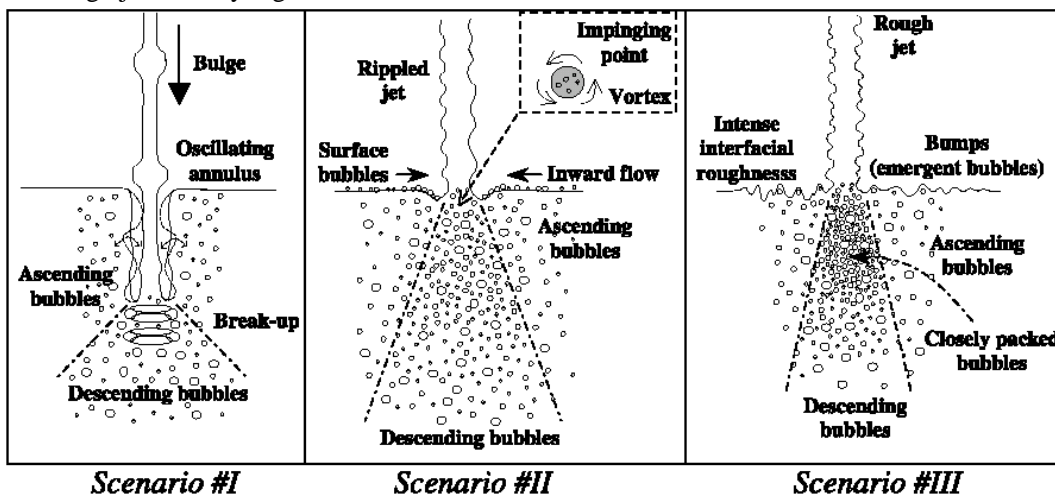 Bulge
Oscillating
annulus
Ascending
bubbles
Break-up
Descending bubbles
Scenario #I
Impinging
point
Vortex
Rippled
jet
Surface
bubbles
Inward flow
Ascending
bubbles
Descending bubbles
Scenario #II
Rough
jet
Intense
interfacial
roughnesss
Bumps
(emergent bubbles)
Ascending
bubbles
Closely packed
bubbles
Descending
bubbles
Scenario #III